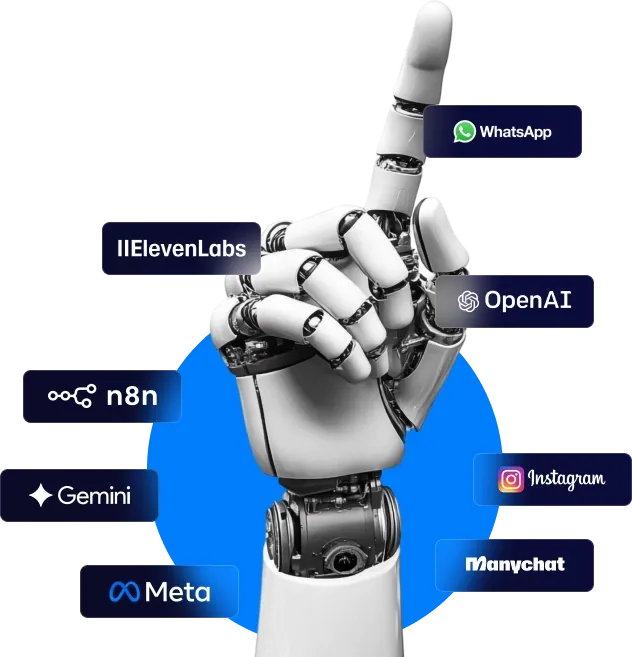 WhatsApp
IIElevenLabs
OpenAI
n8n
Gemini
Instagram
Manychat
Meta